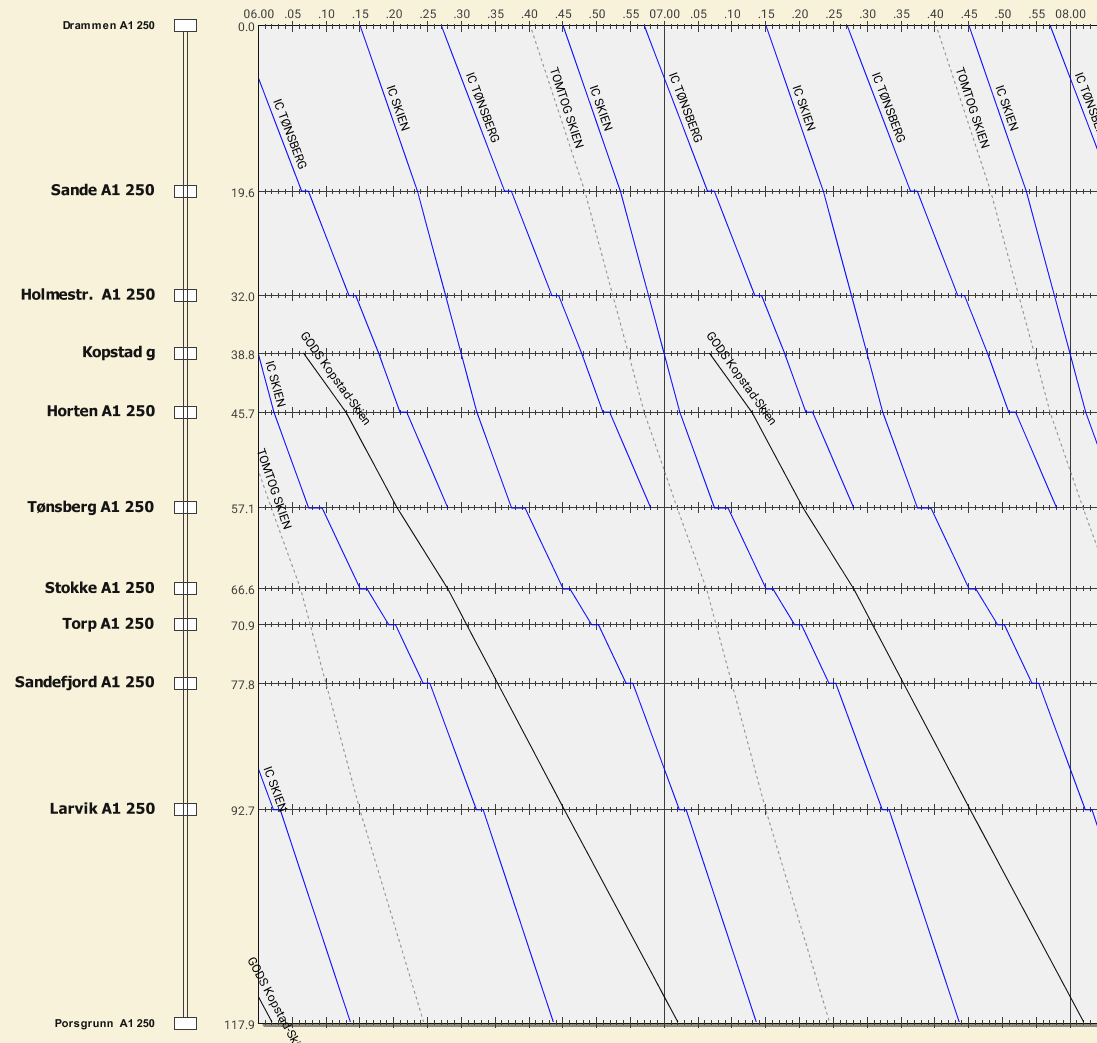 06.00 .05 .10 .15 .20 .25 .30 .35 .40 .45 .50 .55 07.00 .10 .15 .20 .25 .30 .35 .40 .45 .50 .55 08.00
Drammen A1 250 0.0
IC TØNSBERG IC SKIEN IC TØNSBERG TOMTOG SKIEN IC SKIEN IC TØNSBERG IC SKIEN IC TØNSBERG TOMTOG SKIEN IC SKIEN
Sande A1 250 19.6
Holmestr. A1 250 32.0
Kopstad g 38.8
IC SKIEN GODS Kopstad-Skien GODS Kopstad-Skien
Horten A1 250 45.7
TOMTOG SKIEN
Tønsberg A1 250 57.1
Stokke A1 250 66.6
Torp A1 250 70.9
Sandefjord A1 250 77.8
IC SKIEN
Larvik A1 250 92.7
GODS
Porsgrunn A1 250 117.9